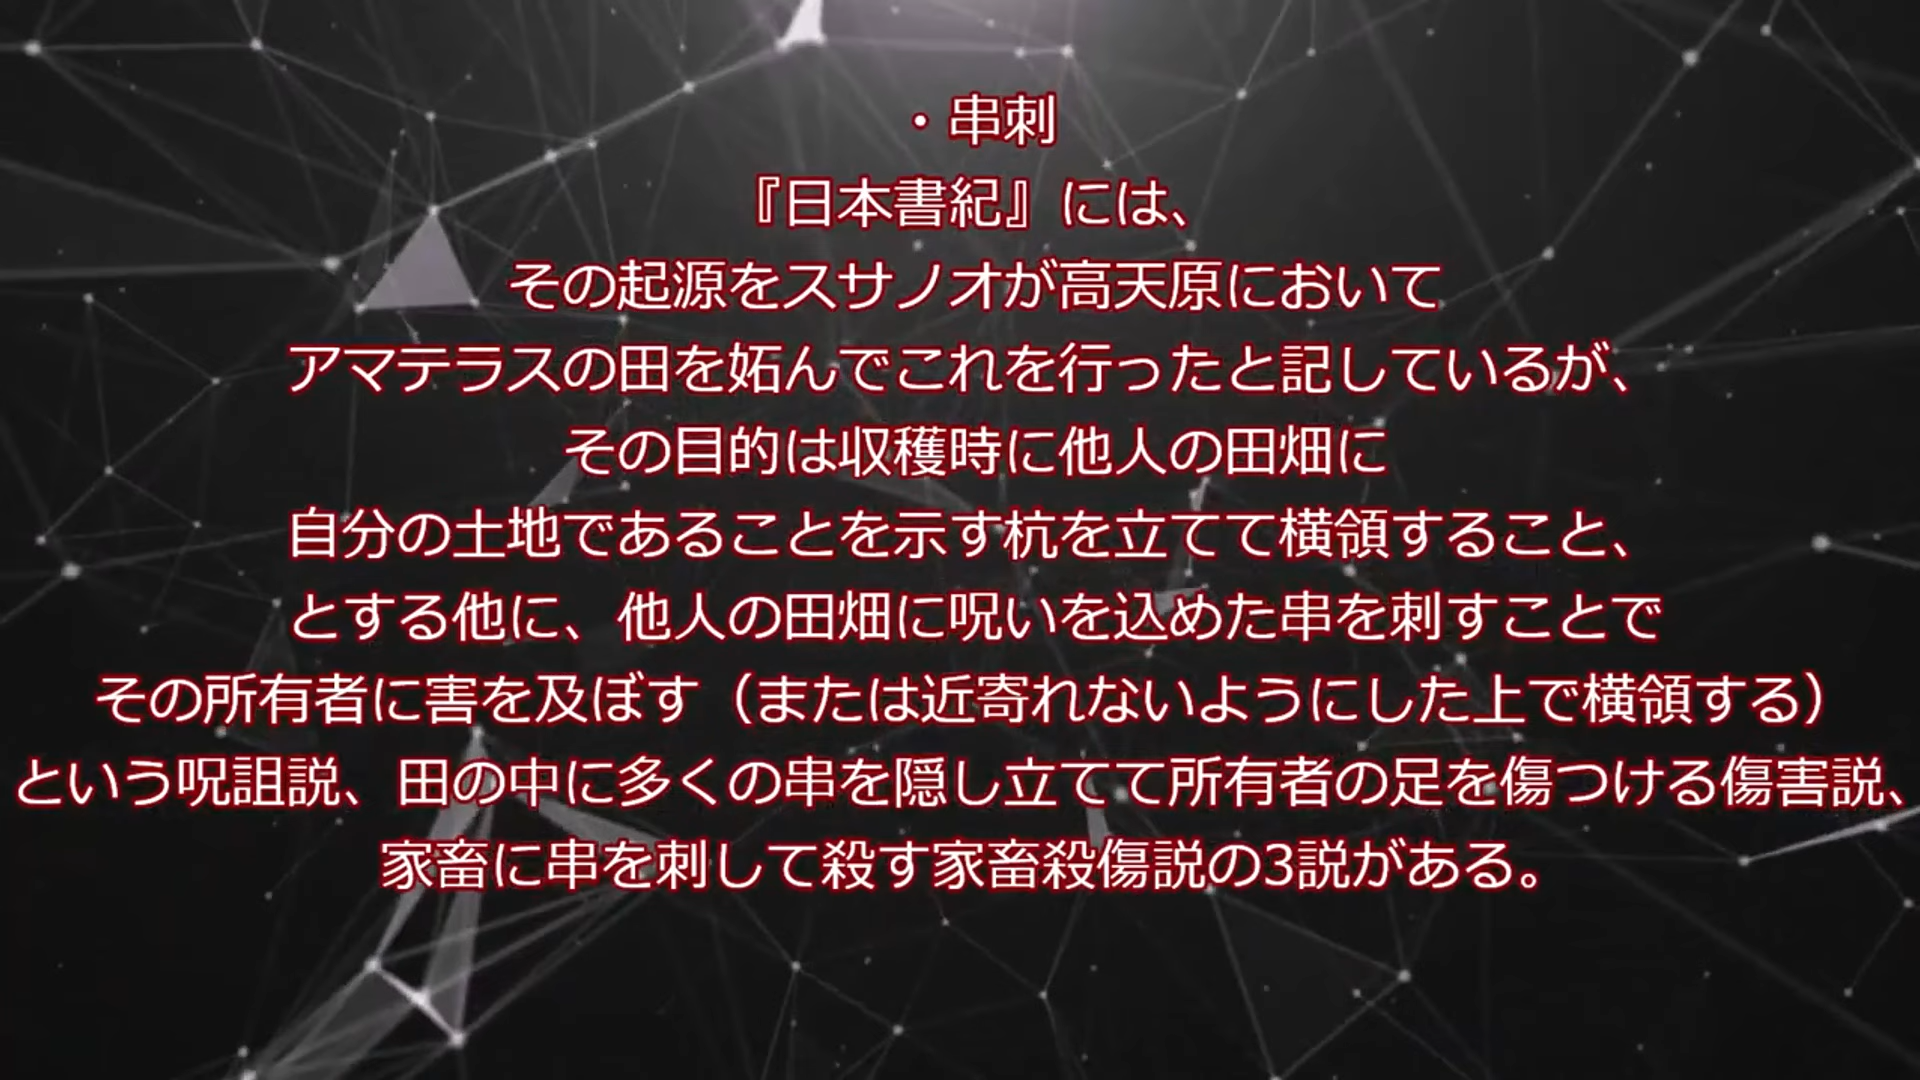 ・串刺
『日本書紀』には、
その起源をスサノオが高天原において
アマテラスの田を妬んでこれを行ったと記しているが、
その目的は収穫時に他人の田畑に
自分の土地であることを示す杭を立てて横領すること、
とする他に、他人の田畑に呪いを込めた串を刺すことで
その所有者に害を及ぼす（または近寄れないようにした上で横領する）
という呪詛説、田の中に多くの串を隠し立てて所有者の足を傷つける傷害説、
家畜に串を刺して殺す家畜殺傷説の3説がある。